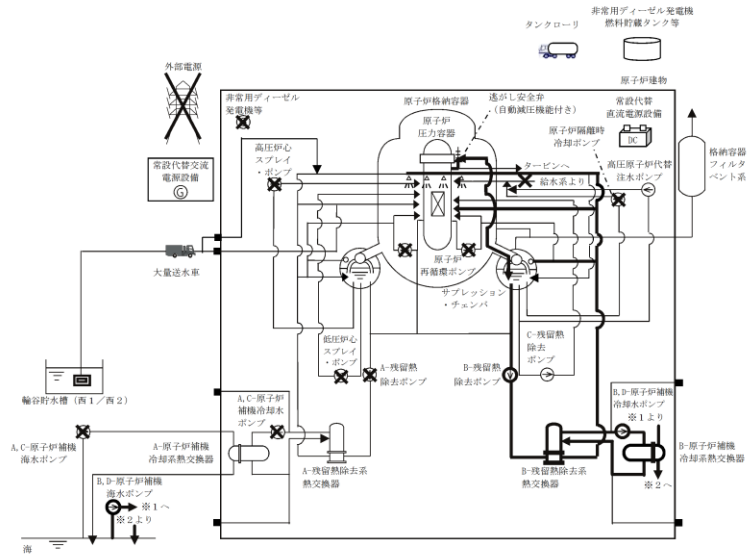 タンクローリ
非常用ディーゼル発電機
燃料貯蔵タンク等
外部電源
非常用ディーゼル
発電機等
原子炉格納容器
原子炉
圧力容器
逃がし安全弁
(自動減圧機能付き)
原子炉建物
常設代替
直流電源設備
DC
原子炉隔離時
冷却ポンプ
高圧炉心
スプレイ
・ポンプ
タービンへ
給水系より
高圧原子炉代替
注水ポンプ
格納容器
フィルタ
ベント系
常設代替交流
電源設備
G
大量送水車
原子炉
再循環ポンプ
サプレッション
・チェンバ
低圧炉心
スプレイ
・ポンプ
A-残留熱
除去ポンプ
B-残留熱
除去ポンプ
C-残留熱
除去
ポンプ
輪谷貯水槽(西1/西2)
A,C-原子炉
補機冷却水
ポンプ
B,D-原子炉補機
冷却水ポンプ
※1より
A,C-原子炉補機
海水ポンプ
A-原子炉補機
冷却系熱交換器
A-残留熱除去系
熱交換器
B-残留熱除去系
熱交換器
B-原子炉補機
冷却系熱交換器
※2へ
B,D-原子炉補機
海水ポンプ
※1へ
※2より
海